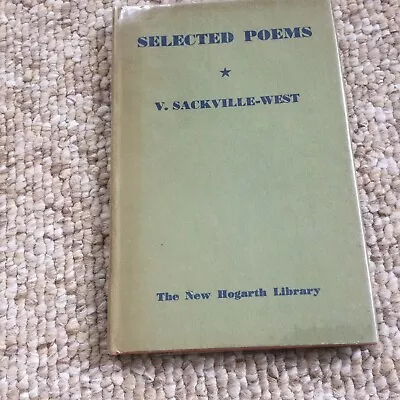 SELECTED POEMS
★
V. SACKVILLE-WEST
The New Hogarth Library